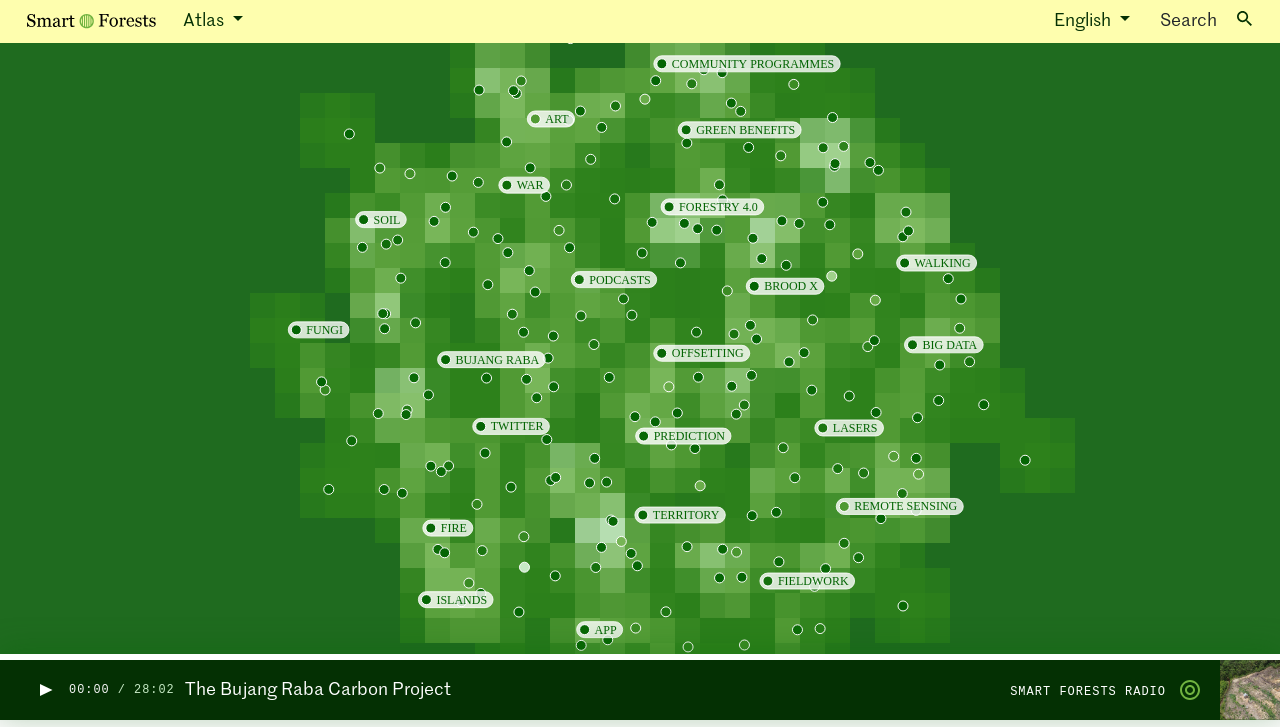 Smart Forests
Atlas
English
Search
COMMUNITY PROGRAMMES
ART
GREEN BENEFITS
WAR
FORESTRY 4.0
SOIL
WALKING
PODCASTS
BROOD X
FUNGI
BIG DATA
OFFSETTING
BUJANG RABA
TWITTER
LASERS
PREDICTION
REMOTE SENSING
TERRITORY
FIRE
FIELDWORK
ISLANDS
APP
00:00 / 28:02 The Bujang Raba Carbon Project
SMART FORESTS RADIO